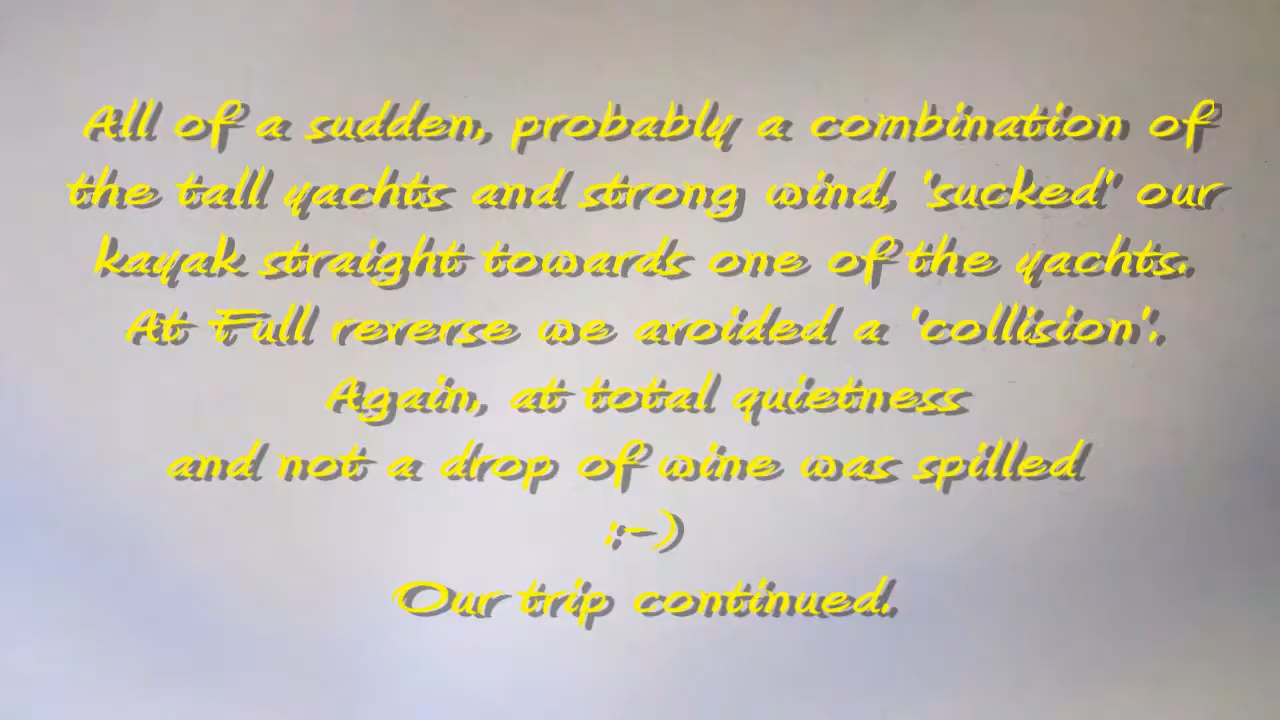 All of a sudden, probably a combination of
the tall yachts and strong wind, 'sucked' our
kayak straight towards one of the yachts.
At Full reverse we avoided a 'collision'.
Again, at total quietness
and not a drop of wine was spilled
:-)
Our trip continued.